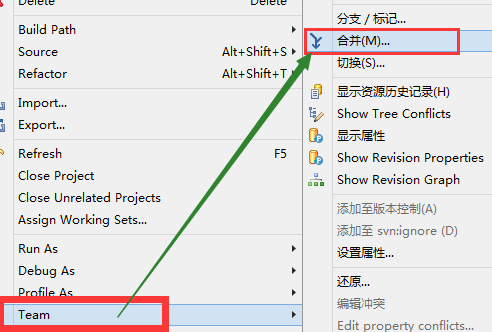 Delete
Delete
Build Path
Source
Alt+Shift+S
Refactor
Alt+Shift+T
Import...
Export...
Refresh
F5
Close Project
Close Unrelated Projects
Assign Working Sets...
Run As
Debug As
Profile As
Team
分支 / 标记...
合并(M)...
切换(S)...
显示资源历史记录(H)
Show Tree Conflicts
显示属性
Show Revision Properties
Show Revision Graph
添加至版本控制(A)
添加至 svn:ignore (D)
设置属性...
还原...
编辑冲突
Edit property conflicts...